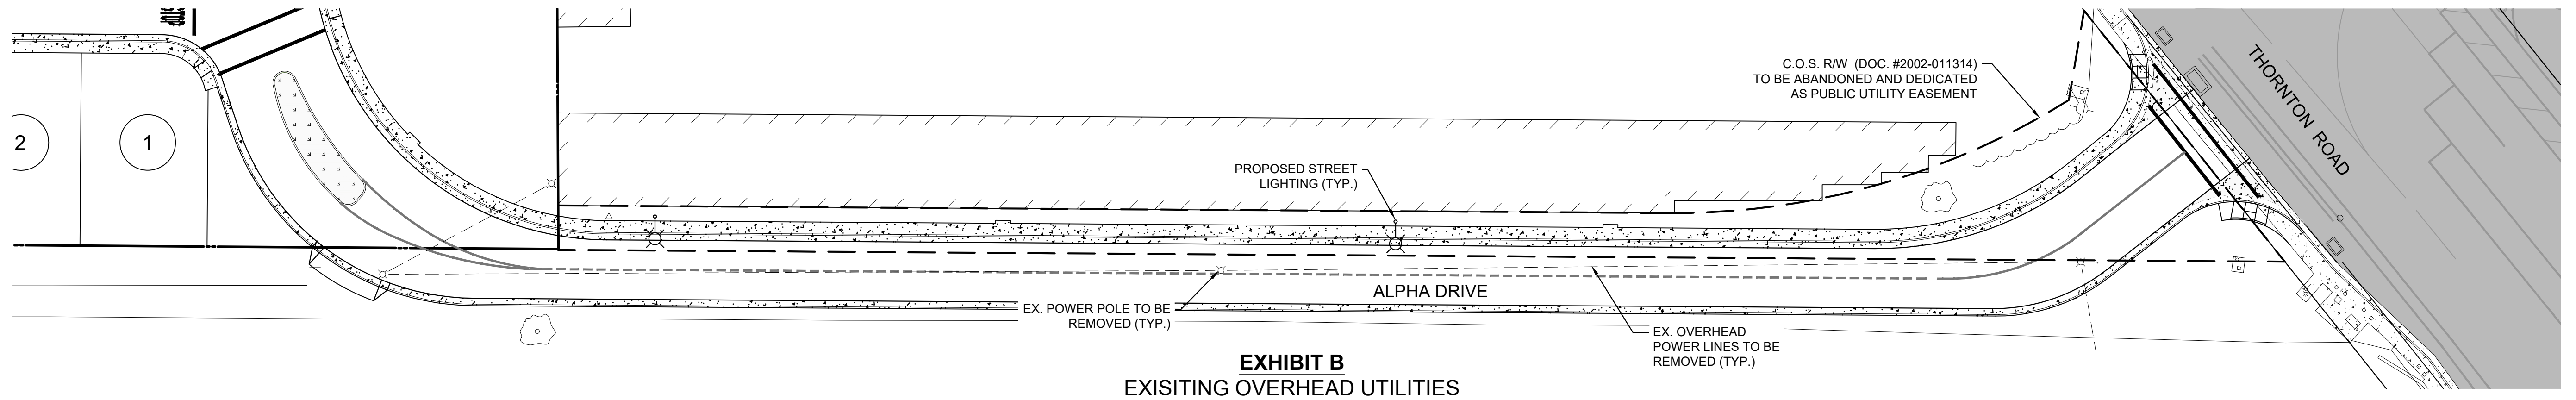 C.O.S. R/W (DOC. #2002-011314)
TO BE ABANDONED AND DEDICATED
AS PUBLIC UTILITY EASEMENT
THORNTON ROAD
2
1
PROPOSED STREET
LIGHTING (TYP.)
ALPHA DRIVE
EX. POWER POLE TO BE
REMOVED (TYP.)
EX. OVERHEAD
POWER LINES TO BE
REMOVED (TYP.)
EXHIBIT B
EXISITING OVERHEAD UTILITIES